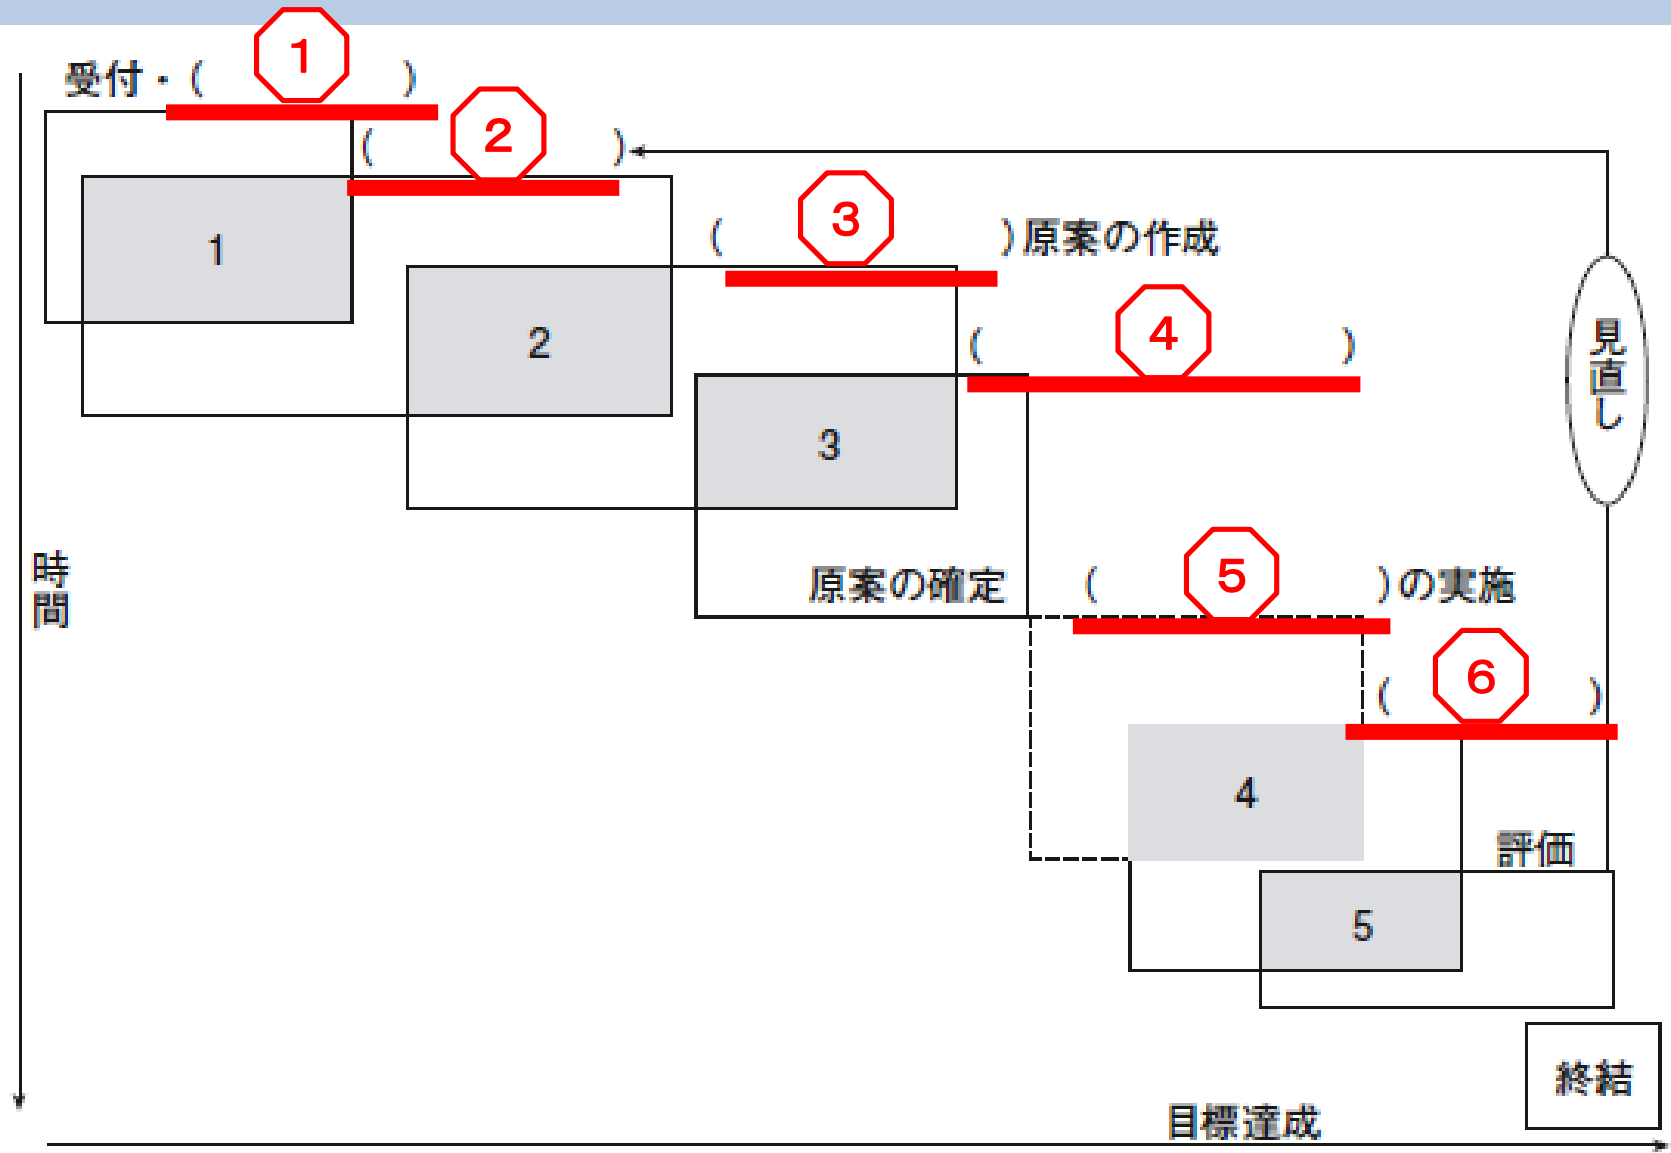 受付・( 1 )
( 2 )
( 3 )原案の作成
( 4 )
1
2
3
見直し
時間
原案の確定 ( 5 )の実施
( 6 )
4
評価
5
終結
目標達成